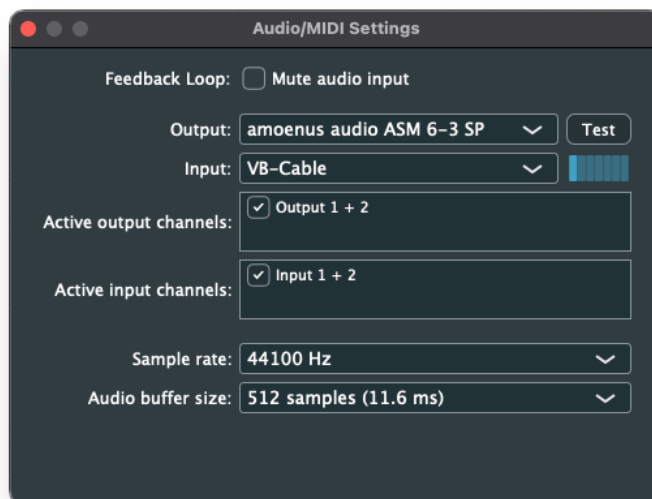 Audio/MIDI Settings
Feedback Loop: Mute audio input
Output: amoenus audio ASM 6-3 SP Test
Input: VB-Cable
Active output channels: Output 1 + 2
Active input channels: Input 1 + 2
Sample rate: 44100 Hz
Audio buffer size: 512 samples (11.6 ms)